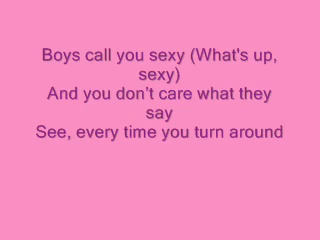 Boys call you sexy (What's up,
sexy)
And you don’t care what they
say
See, every time you turn around